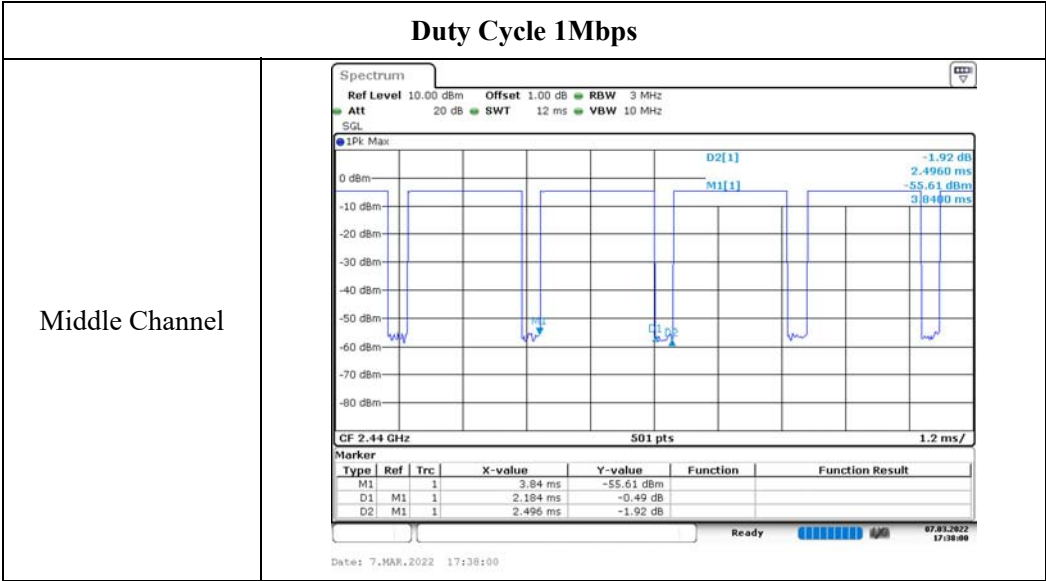 Duty Cycle 1Mbps
Middle Channel
Spectrum
Ref Level 10.00 dBm Offset 1.00 dB RBW 3 MHz
Att 20 dB SWT 12 ms VBW 10 MHz
SGL
1Pk Max
D2[1] -1.92 dB
2.4960 ms
M1[1] -55.61 dBm
3.8400 ms
0 dBm
-10 dBm
-20 dBm
-30 dBm
-40 dBm
-50 dBm
M1
D1 D2
-60 dBm
-70 dBm
-80 dBm
CF 2.44 GHz 501 pts 1.2 ms/
Marker
Type Ref Trc X-value Y-value Function Function Result
M1 1 3.84 ms -55.61 dBm
D1 M1 1 2.184 ms -0.49 dB
D2 M1 1 2.496 ms -1.92 dB
Ready 07.03.2022
17:38:00
Date: 7.MAR.2022 17:38:00